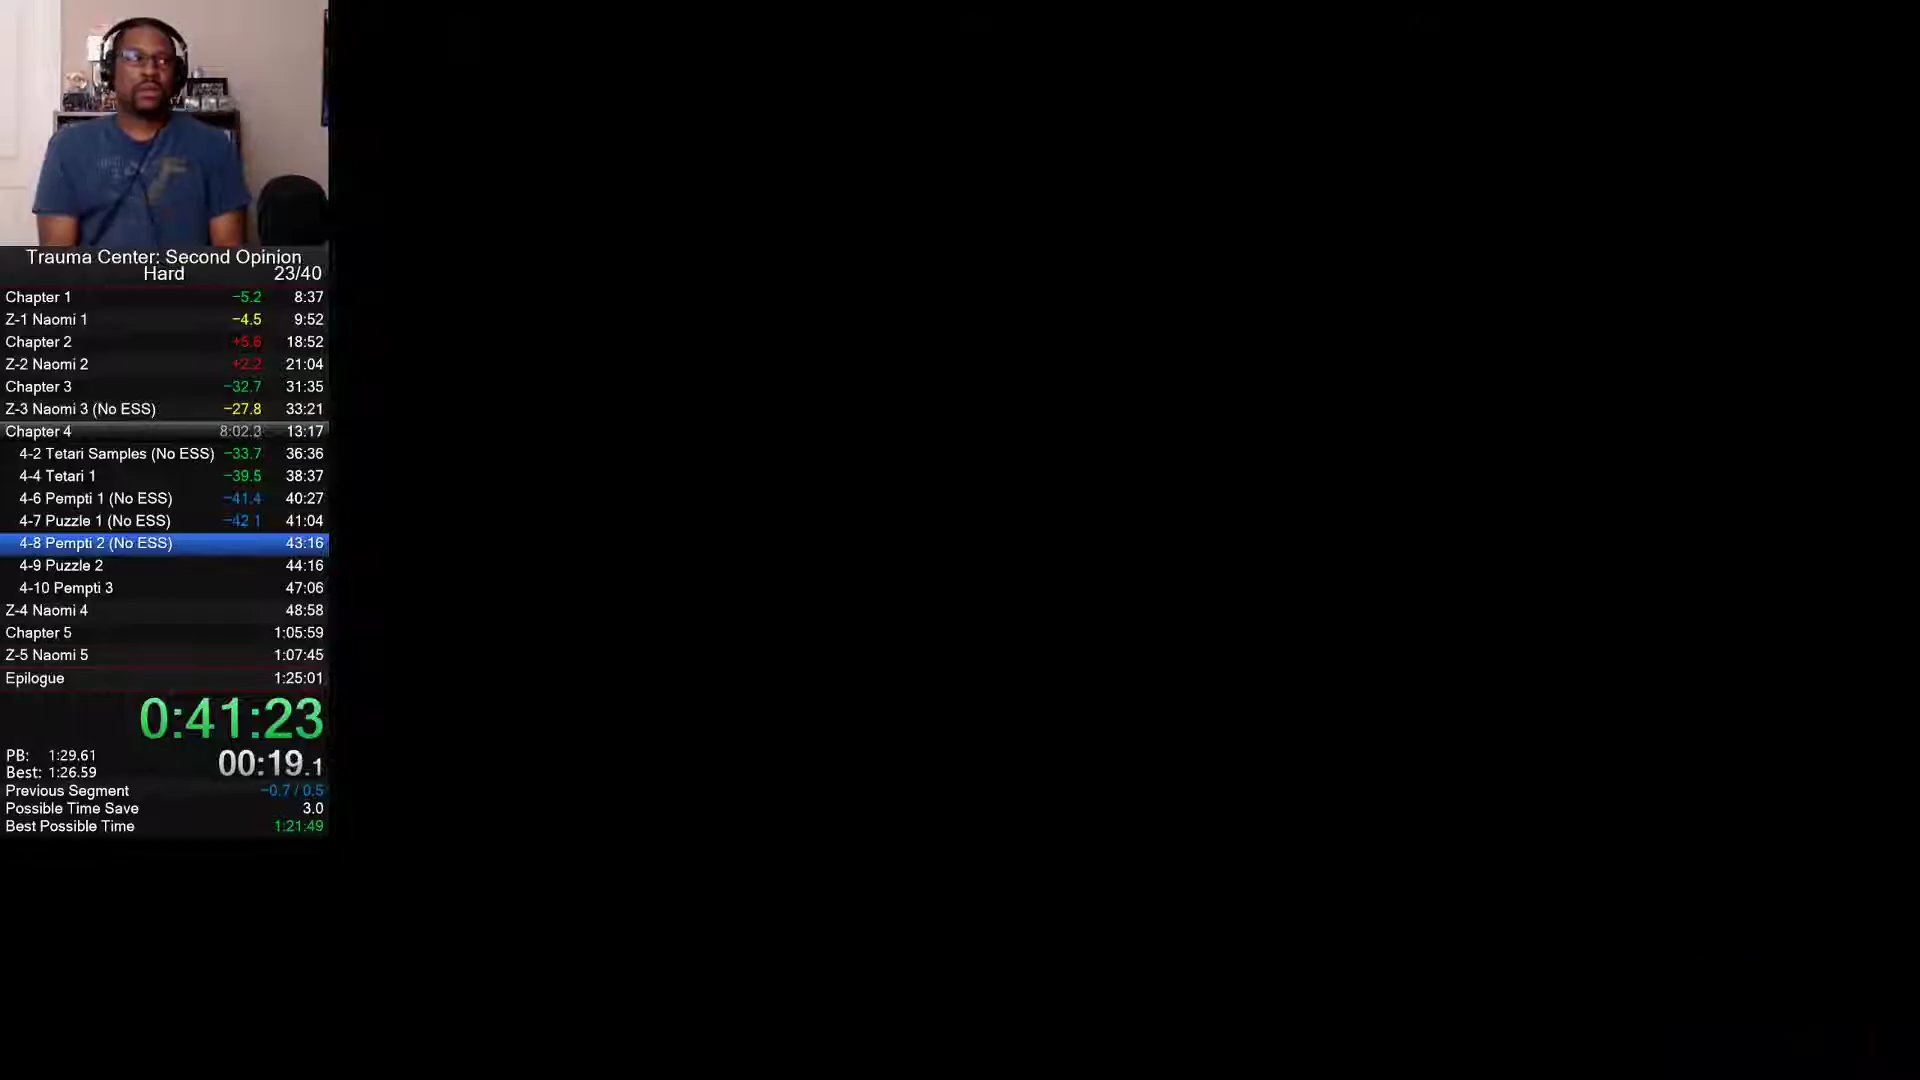 Trauma Center: Second Opinion
Hard 23/40
Chapter 1 −5.2 8:37
Z-1 Naomi 1 −4.5 9:52
Chapter 2 +5.6 18:52
Z-2 Naomi 2 +2.2 21:04
Chapter 3 −32.7 31:35
Z-3 Naomi 3 (No ESS) −27.8 33:21
Chapter 4 8:02.3 13:17
4-2 Tetari Samples (No ESS) −33.7 36:36
4-4 Tetari 1 −39.5 38:37
4-6 Pempti 1 (No ESS) −41.4 40:27
4-7 Puzzle 1 (No ESS) −42.1 41:04
4-8 Pempti 2 (No ESS) 43:16
4-9 Puzzle 2 44:16
4-10 Pempti 3 47:06
Z-4 Naomi 4 48:58
Chapter 5 1:05:59
Z-5 Naomi 5 1:07:45
Epilogue 1:25:01
0:41:23
PB: 1:29.61
Best: 1:26.59
00:19.1
Previous Segment −0.7 / 0.5
Possible Time Save 3.0
Best Possible Time 1:21:49